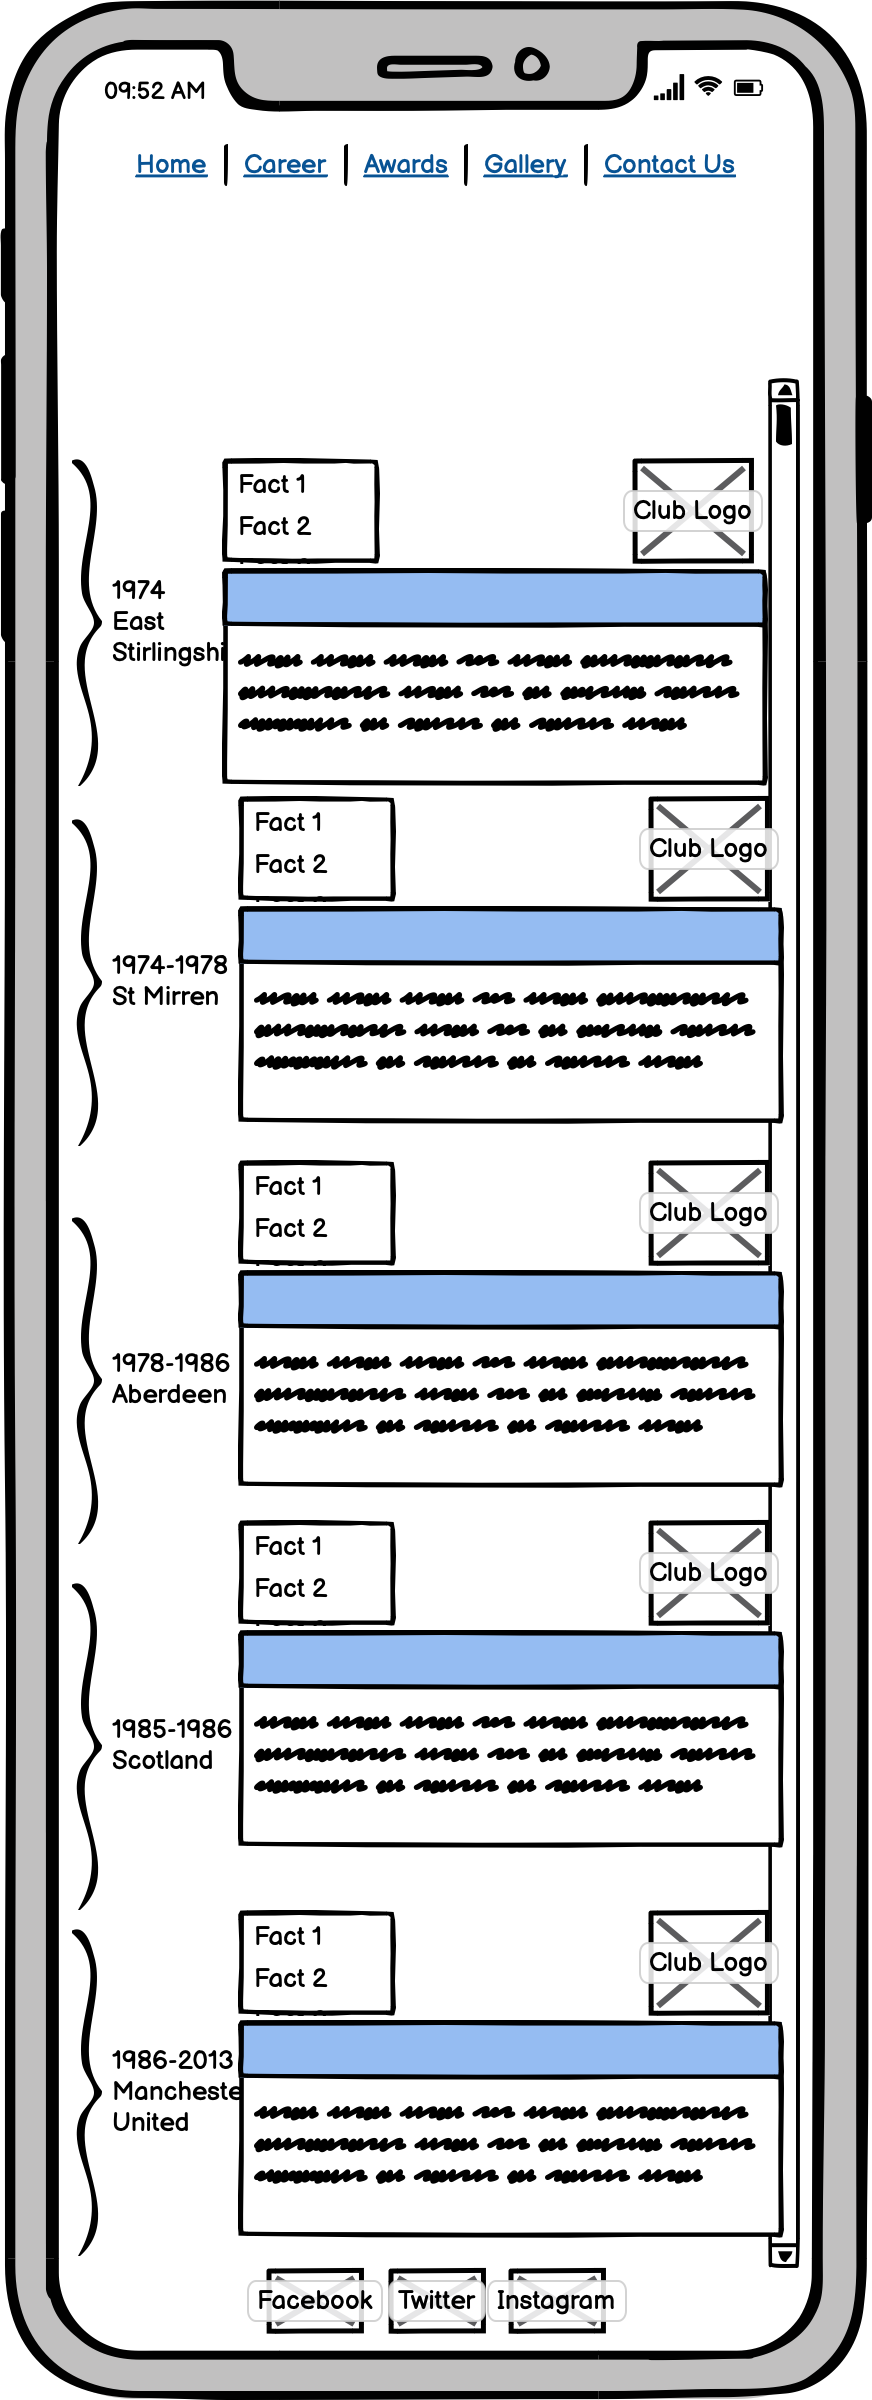 09:52 AM
Home Career Awards Gallery Contact Us
Fact 1
Fact 2
Club Logo
1974
East
Stirlingshi
Fact 1
Fact 2
Club Logo
1974-1978
St Mirren
Fact 1
Fact 2
Club Logo
1978-1986
Aberdeen
Fact 1
Fact 2
Club Logo
1985-1986
Scotland
Fact 1
Fact 2
Club Logo
1986-2013
Mancheste
United
Facebook Twitter Instagram